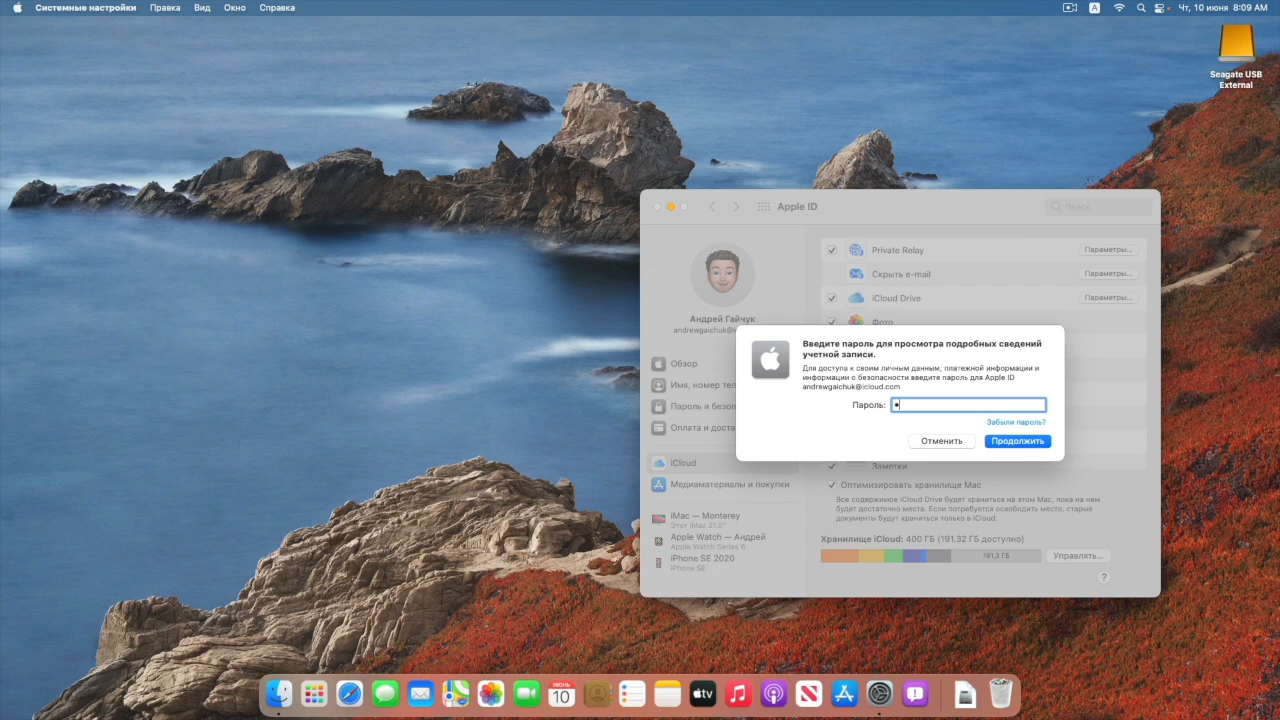 Системные настройки Правка Вид Окно Справка
A Чт, 10 июня 8:09 AM
Seagate USB
External
Apple ID
Поиск
Андрей Гайчук
Обзор
Имя, номер
Пароль и
Оплата и
iCloud
Медиаматериалы и покупки
iMac — Monterey
Этот iMac 21.5"
Apple Watch — Андрей
Apple Watch Series 6
iPhone SE 2020
iPhone SE
Private Relay Параметры...
Скрыть e-mail Параметры...
iCloud Drive Параметры...
Фото
Введите пароль для просмотра подробных сведений
учетной записи.
Для доступа к своим личным данным, платежной информации и
информации о безопасности введите пароль для Apple ID
andrewgaichuk@icloud.com
Пароль: •
Забыли пароль?
Отменить Продолжить
Заметки
Оптимизировать хранилище Mac
Все содержимое iCloud Drive будет храниться на этом Mac, пока на нем
будет достаточно места. Если потребуется освободить место, старые
документы будут храниться только в iCloud.
Хранилище iCloud: 400 ГБ (191.32 ГБ доступно)
191,3 ГБ Управлять...
?
ИЮНЬ
10
tv